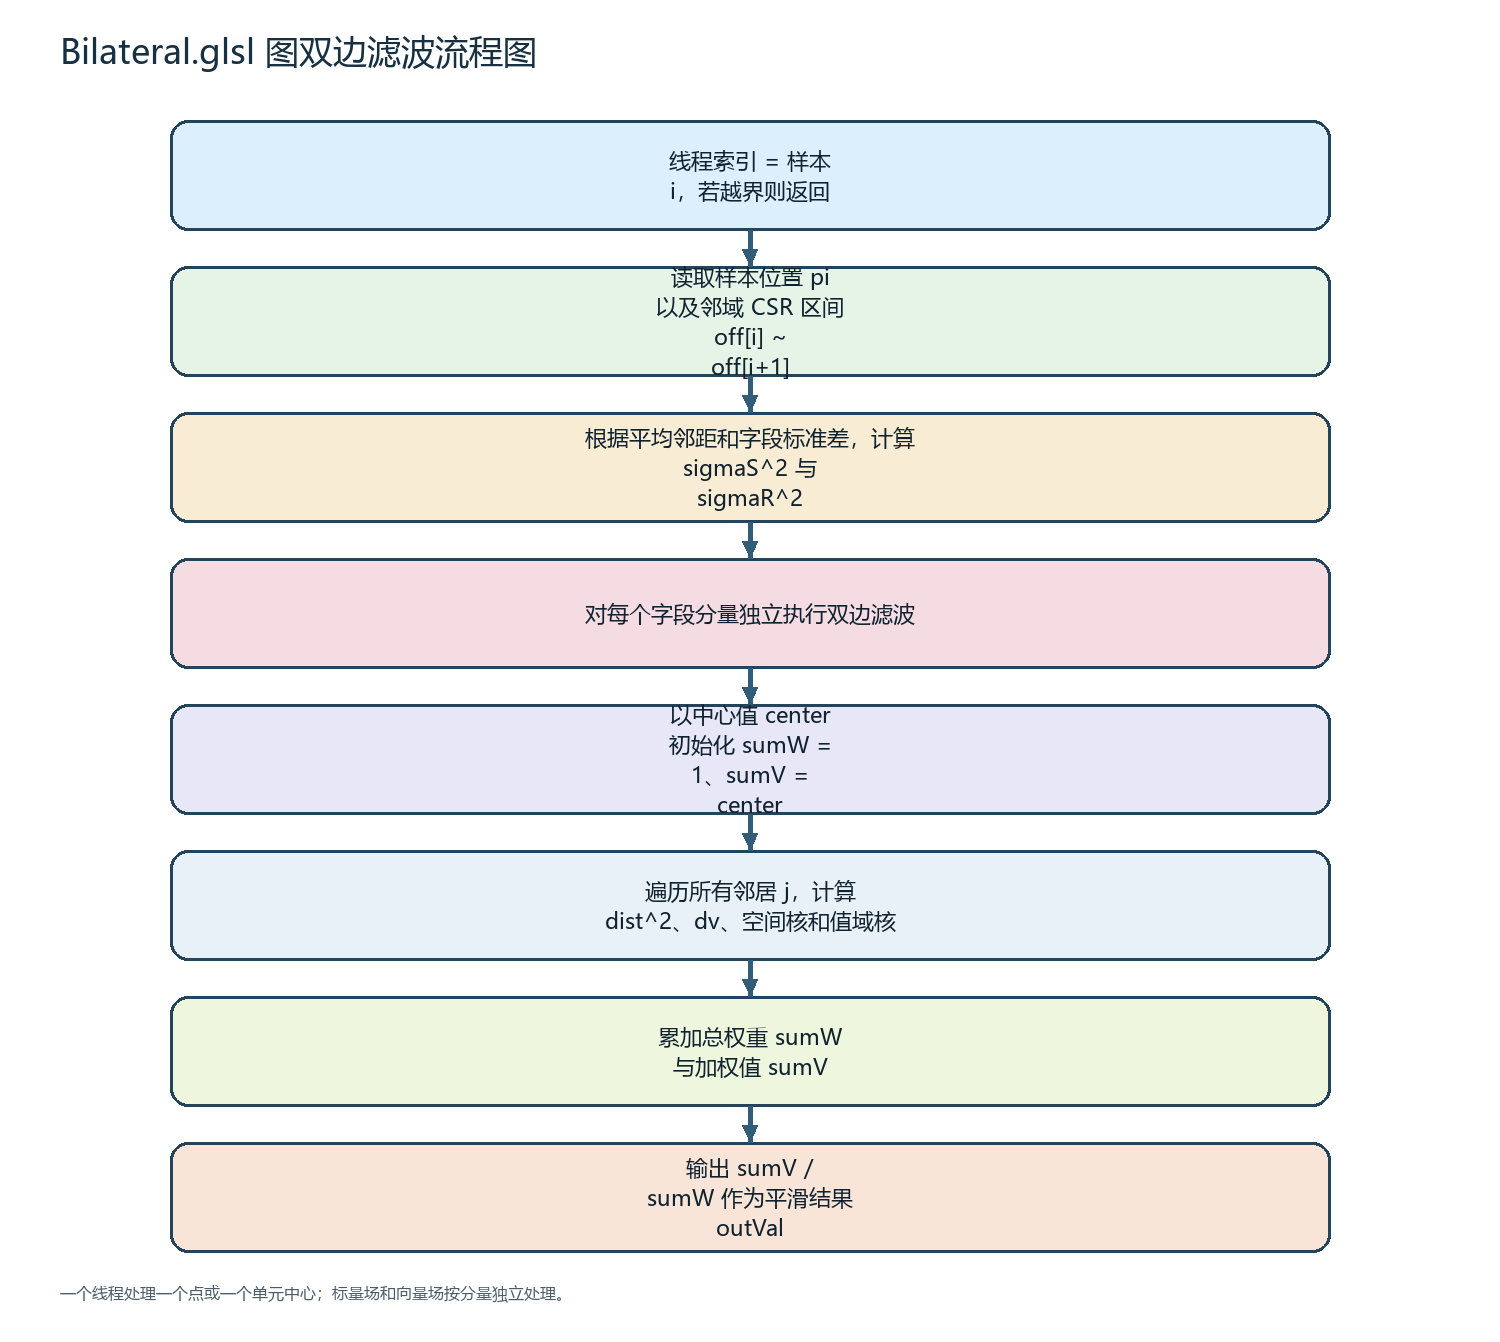 Bilateral.glsl 图双边滤波流程图
线程索引 = 样本
i，若越界则返回
读取样本位置 pi
以及邻域 CSR 区间
off[i] ~
off[i+1]
根据平均邻距和字段标准差，计算
sigmaS^2 与
sigmaR^2
对每个字段分量独立执行双边滤波
以中心值 center
初始化 sumW =
1、sumV =
center
遍历所有邻居 j，计算
dist^2、dv、空间核和值域核
累加总权重 sumW
与加权值 sumV
输出 sumV /
sumW 作为平滑结果
outVal
一个线程处理一个点或一个单元中心；标量场和向量场按分量独立处理。